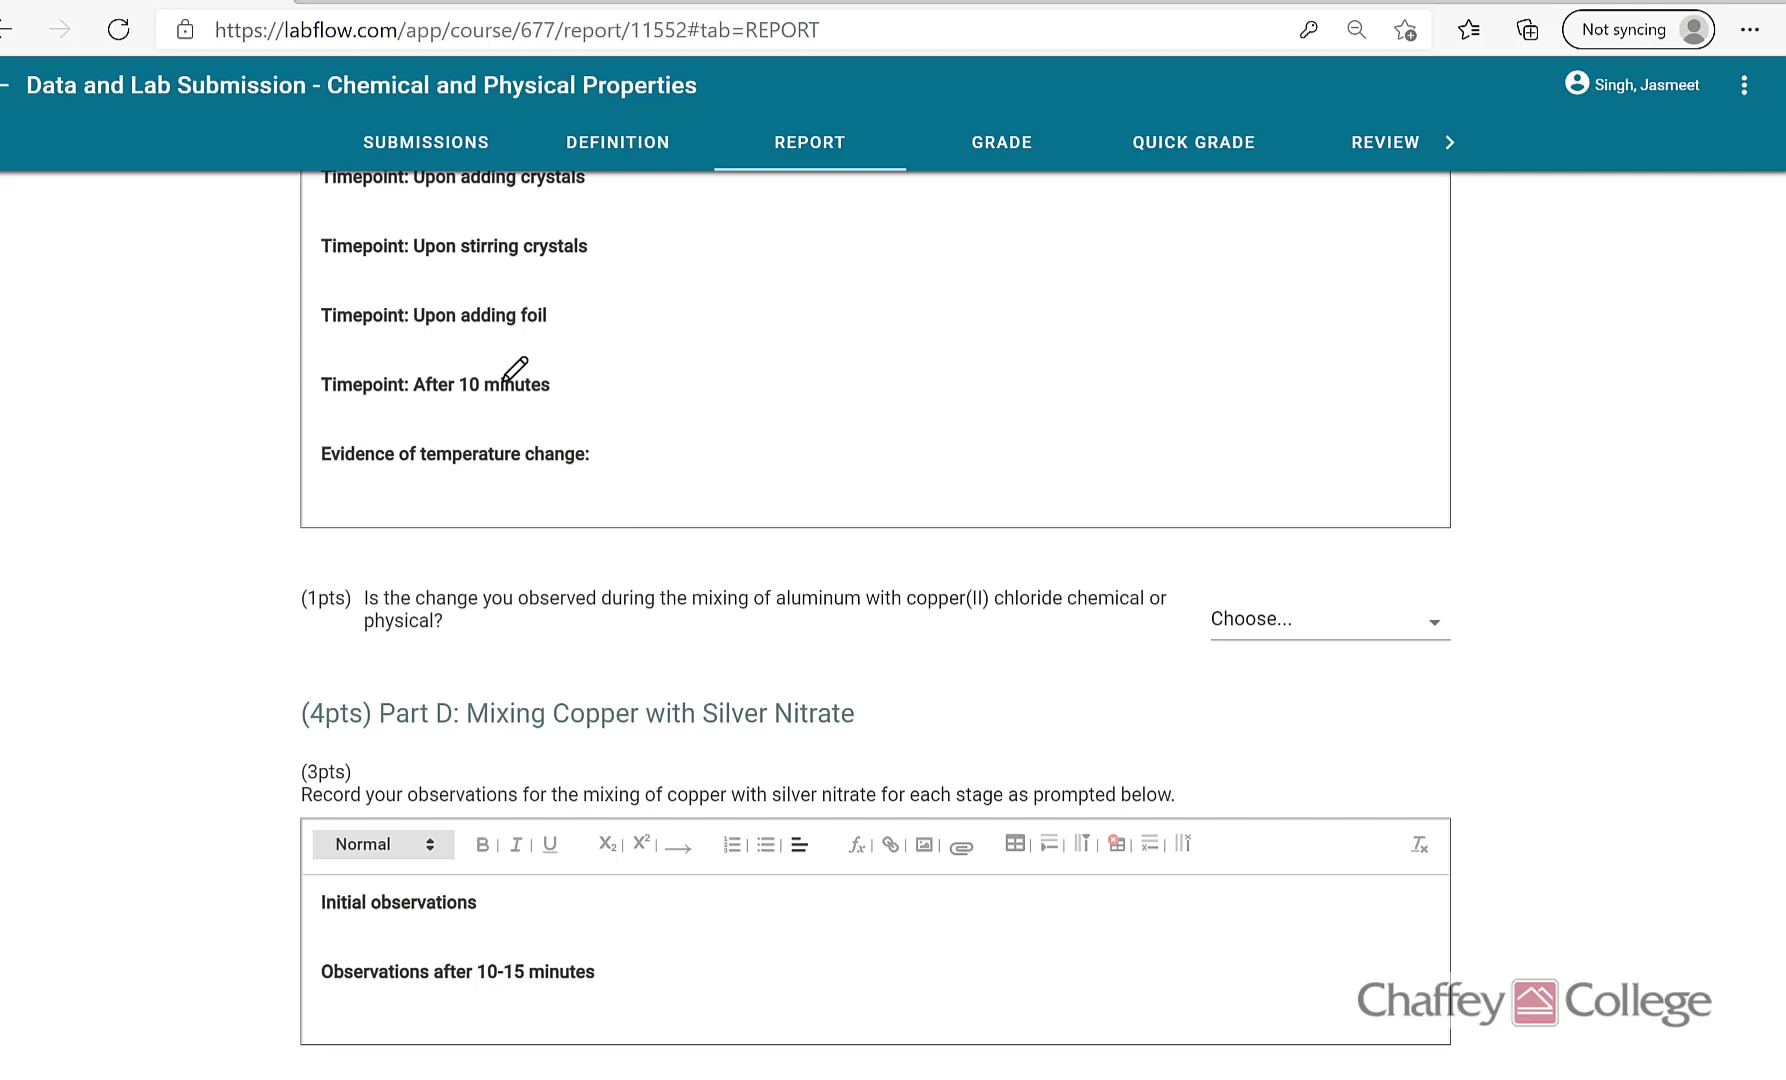 https://labflow.com/app/course/677/report/11552#tab=REPORT
Not syncing
Data and Lab Submission - Chemical and Physical Properties
Singh, Jasmeet
SUBMISSIONS DEFINITION REPORT GRADE QUICK GRADE REVIEW
Timepoint: Upon adding crystals
Timepoint: Upon stirring crystals
Timepoint: Upon adding foil
Timepoint: After 10 minutes
Evidence of temperature change:
(1pts) Is the change you observed during the mixing of aluminum with copper(II) chloride chemical or
physical?
Choose...
(4pts) Part D: Mixing Copper with Silver Nitrate
(3pts)
Record your observations for the mixing of copper with silver nitrate for each stage as prompted below.
Normal B I U X₂ X² fx Tx
Initial observations
Observations after 10-15 minutes
Chaffey College